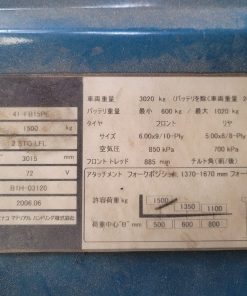 41-FB15PE
1500 kg
2 STG LFL
3015 mm
72 V
B1H-03120
2006.06
マテリアル ハンドリング株式会社
車両重量 3020 kg (バッテリを除く車両重量
バッテリ重量 最小 600 kg / 最大 1020 kg
タイヤ フロント リヤ
サイズ 6.00x9/10-Ply 5.00x8/8-Ply
空気圧 850 kPa 700 kPa
フロント トレッド 885 mm チルト角(前/後)
アタッチメント フォークポジショ 1370-1670 mm フォー
許容荷重 kg
1500 1350 1100
荷重中心"B" mm 500 600 800